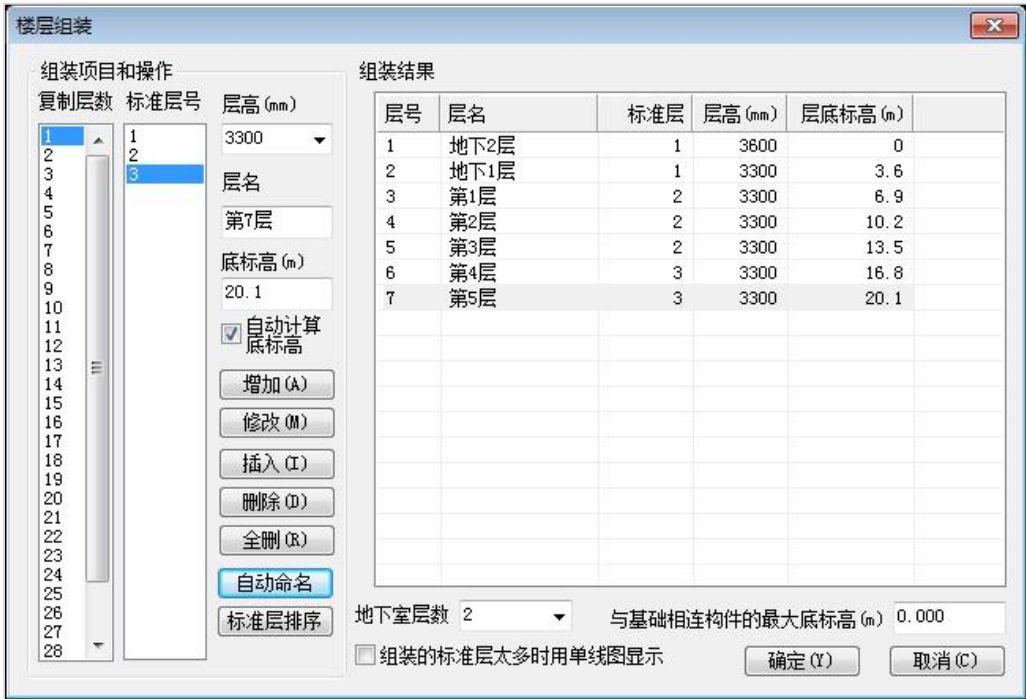 楼层组装
组装项目和操作
复制层数 标准层号 层高(mm)
1
2
3
4
5
6
7
8
9
10
11
12
13
14
15
16
17
18
19
20
21
22
23
24
25
26
27
28
1
2
3
3300
层名
第7层
底标高(m)
20.1
自动计算
底标高
增加(A)
修改(M)
插入(I)
删除(D)
全删(R)
自动命名
标准层排序
组装结果
层号 层名 标准层 层高(mm) 层底标高(m)
1 地下2层 1 3600 0
2 地下1层 1 3300 3.6
3 第1层 2 3300 6.9
4 第2层 2 3300 10.2
5 第3层 2 3300 13.5
6 第4层 3 3300 16.8
7 第5层 3 3300 20.1
地下室层数 2 与基础相连构件的最大底标高(m) 0.000
组装的标准层太多时用单线图显示 确定(Y) 取消(C)